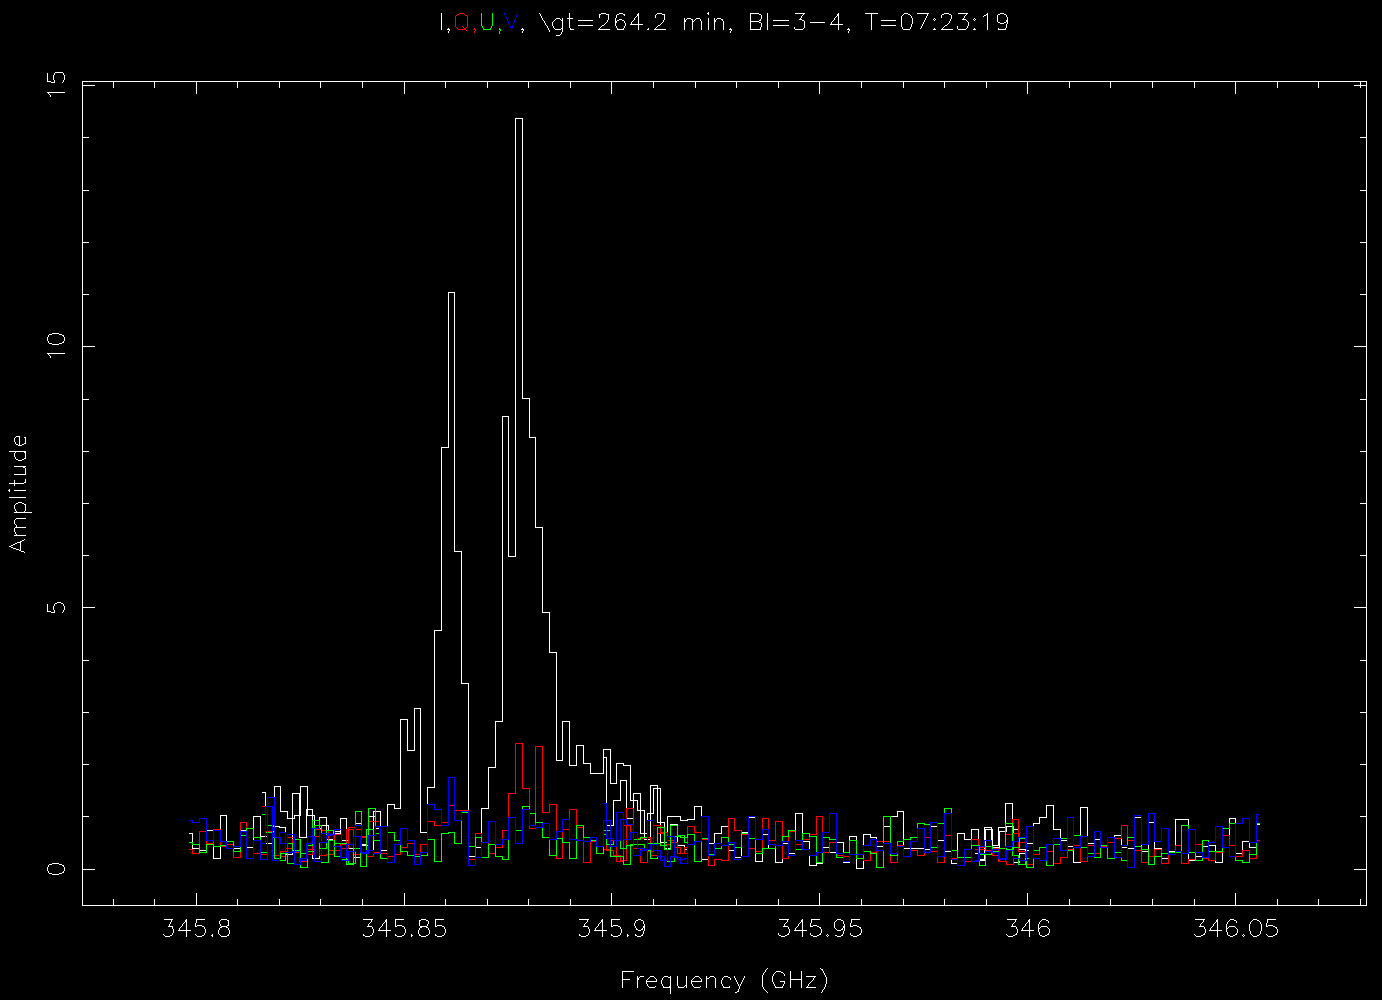 I,Q,U,V, \gt=264.2 min, Bl=3-4, T=07:23:19
15
10
5
0
Amplitude
345.8 345.85 345.9 345.95 346 346.05
Frequency (GHz)